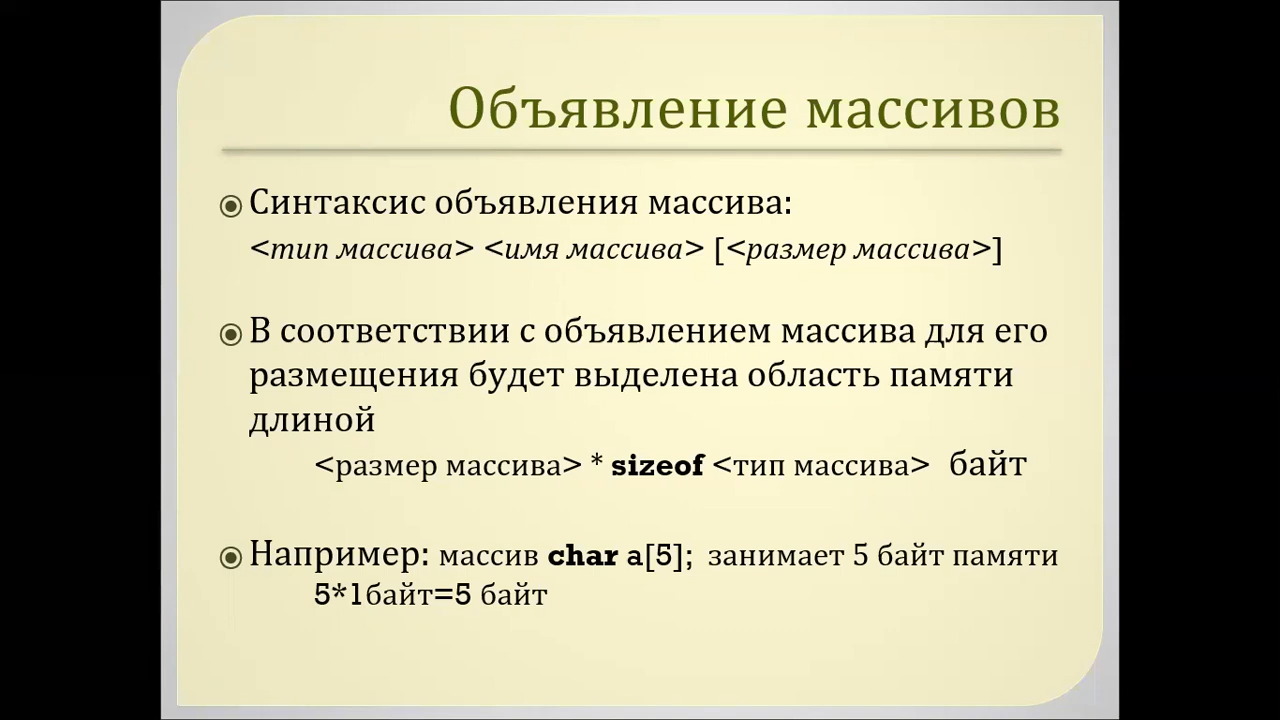 Объявление массивов
Синтаксис объявления массива:
<тип массива> <имя массива> [<размер массива>]
В соответствии с объявлением массива для его
размещения будет выделена область памяти
длиной
<размер массива> * sizeof <тип массива> байт
Например: массив char a[5]; занимает 5 байт памяти
5*1байт=5 байт